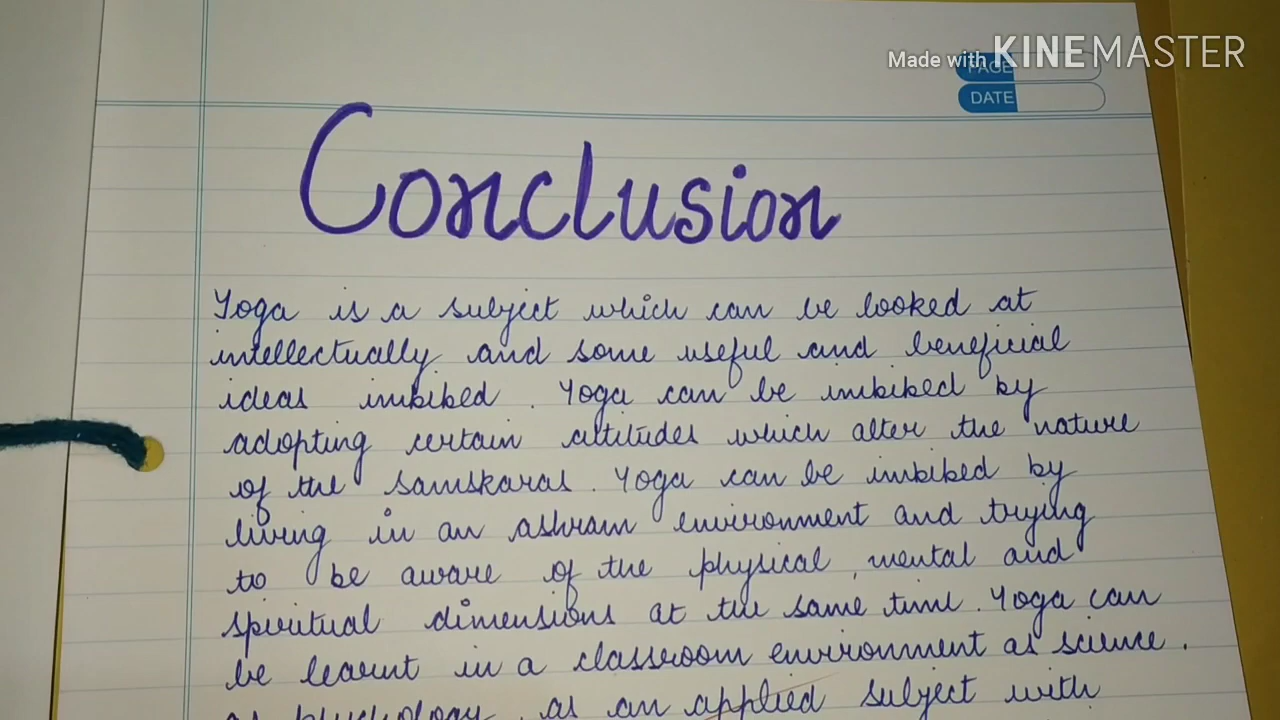 Made with KINEMASTER
PAGE
DATE
Conclusion
Yoga is a subject which can be looked at
intellectually and some useful and beneficial
ideas imbibed. Yoga can be imbibed by
adopting certain attitudes which alter the nature
of the samskaras. Yoga can be imbibed by
living in an ashram environment and trying
to be aware of the physical, mental and
spiritual dimensions at the same time. Yoga can
be learnt in a classroom environment as science.
as psychology, as an applied subject with